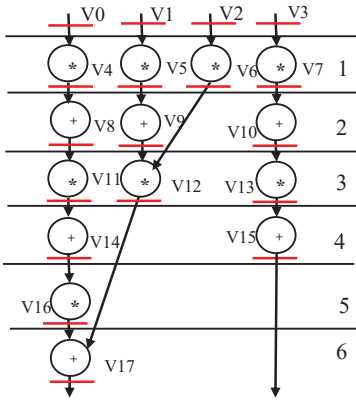 V0 V1 V2 V3
* * * * 1
V4 V5 V6 V7
+ + + 2
V8 V9 V10
* * * 3
V11 V12 V13
+ + 4
V14 V15
* 5
V16
6
+
V17